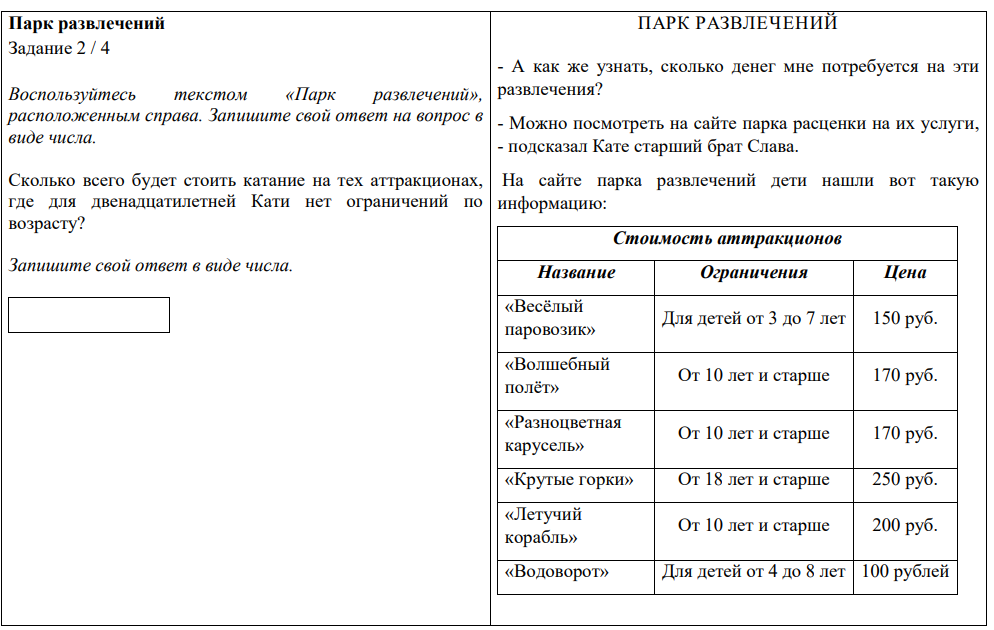 Парк развлечений
Задание 2 / 4
Воспользуйтесь текстом «Парк развлечений»,
расположенным справа. Запишите свой ответ на вопрос в
виде числа.
Сколько всего будет стоить катание на тех аттракционах,
где для двенадцатилетней Кати нет ограничений по
возрасту?
Запишите свой ответ в виде числа.
ПАРК РАЗВЛЕЧЕНИЙ
- А как же узнать, сколько денег мне потребуется на эти
развлечения?
- Можно посмотреть на сайте парка расценки на их услуги,
- подсказал Кате старший брат Слава.
На сайте парка развлечений дети нашли вот такую
информацию:
Стоимость аттракционов
Название Ограничения Цена
«Весёлый
паровозик» Для детей от 3 до 7 лет 150 руб.
«Волшебный
полёт» От 10 лет и старше 170 руб.
«Разноцветная
карусель» От 10 лет и старше 170 руб.
«Крутые горки» От 18 лет и старше 250 руб.
«Летучий
корабль» От 10 лет и старше 200 руб.
«Водоворот» Для детей от 4 до 8 лет 100 рублей